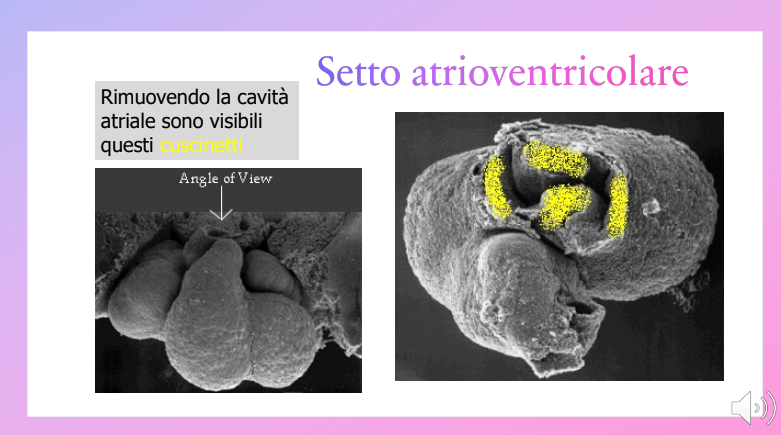 Setto atrioventricolare
Rimuovendo la cavità
atriale sono visibili
questi cuscinetti
Angle of View